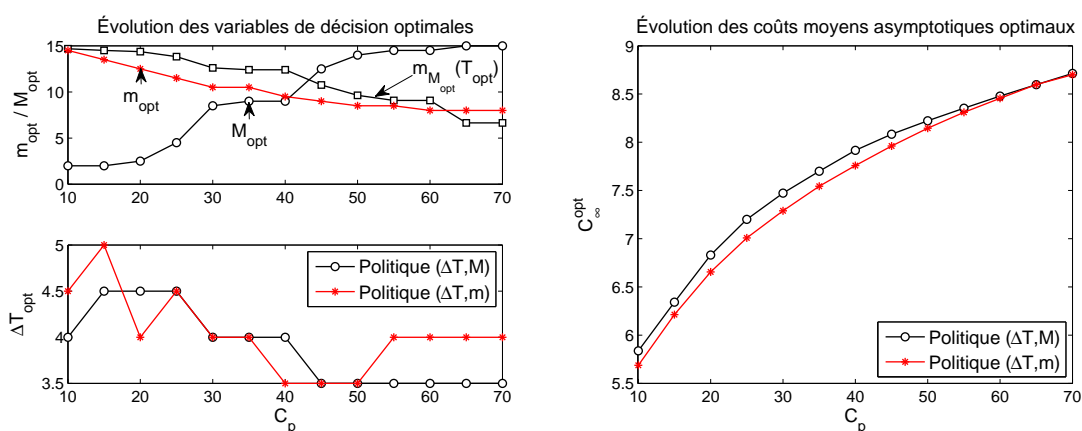 Évolution des variables de décision optimales
15
10
5
0
m_opt / M_opt
m_opt
M_opt
m_M_opt (T_opt)
10 20 30 40 50 60 70
5
4.5
4
3.5
ΔT_opt
Politique (ΔT,M)
Politique (ΔT,m)
10 20 30 40 50 60 70
C_p
Évolution des coûts moyens asymptotiques optimaux
9
8.5
8
7.5
7
6.5
6
5.5
C_∞^opt
Politique (ΔT,M)
Politique (ΔT,m)
10 20 30 40 50 60 70
C_p